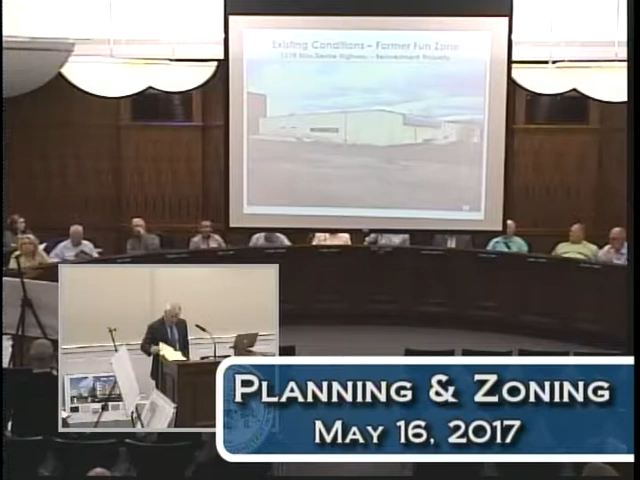 Existing Conditions – Former Fun Zone
PLANNING & ZONING
MAY 16, 2017